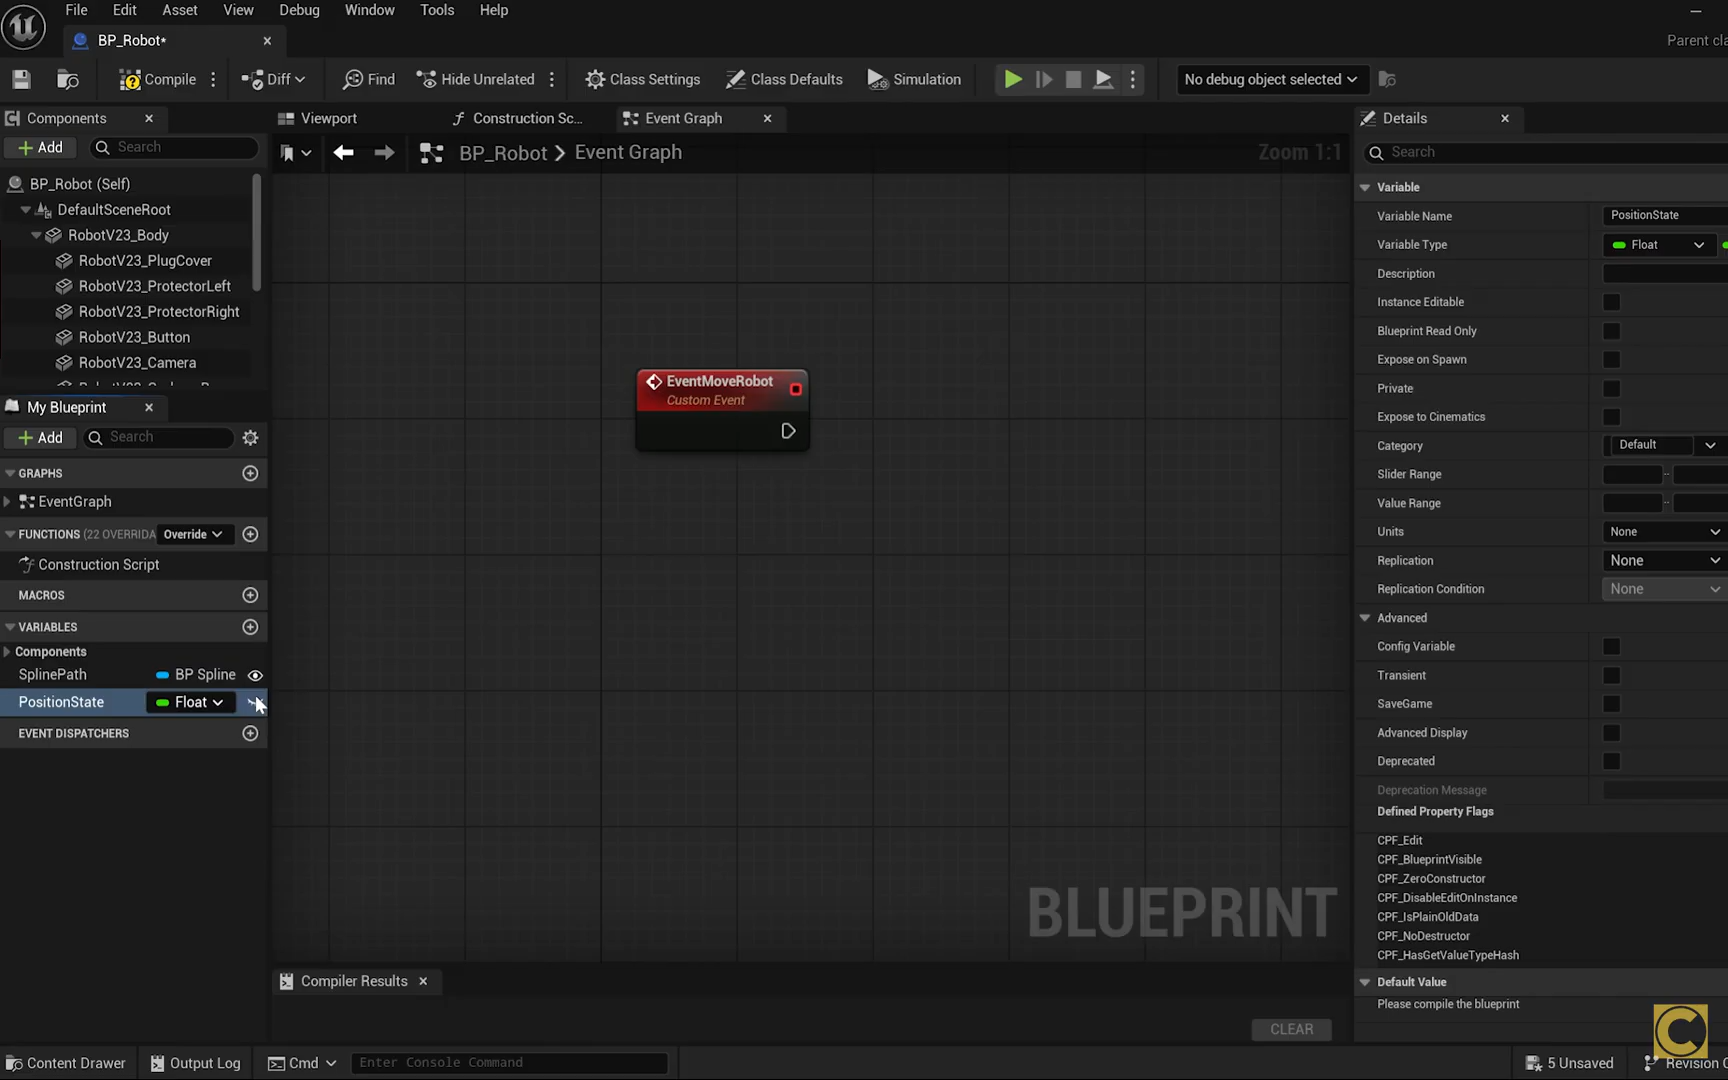 File Edit Asset View Debug Window Tools Help
BP_Robot*
Parent cla
Compile Diff Find Hide Unrelated Class Settings Class Defaults Simulation No debug object selected
Components
Add Search
BP_Robot (Self)
DefaultSceneRoot
RobotV23_Body
RobotV23_PlugCover
RobotV23_ProtectorLeft
RobotV23_ProtectorRight
RobotV23_Button
RobotV23_Camera
My Blueprint
Add Search
GRAPHS
EventGraph
FUNCTIONS (22 OVERRIDA Override
Construction Script
MACROS
VARIABLES
Components
SplinePath BP Spline
PositionState Float
EVENT DISPATCHERS
Viewport Construction Sc... Event Graph
BP_Robot > Event Graph Zoom 1:1
EventMoveRobot
Custom Event
BLUEPRINT
Compiler Results
CLEAR
Details
Search
Variable
Variable Name PositionState
Variable Type Float
Description
Instance Editable
Blueprint Read Only
Expose on Spawn
Private
Expose to Cinematics
Category Default
Slider Range
Value Range
Units None
Replication None
Replication Condition None
Advanced
Config Variable
Transient
SaveGame
Advanced Display
Deprecated
Deprecation Message
Defined Property Flags
CPF_Edit
CPF_BlueprintVisible
CPF_ZeroConstructor
CPF_DisableEditOnInstance
CPF_IsPlainOldData
CPF_NoDestructor
CPF_HasGetValueTypeHash
Default Value
Please compile the blueprint
Content Drawer Output Log Cmd Enter Console Command 5 Unsaved Revision C